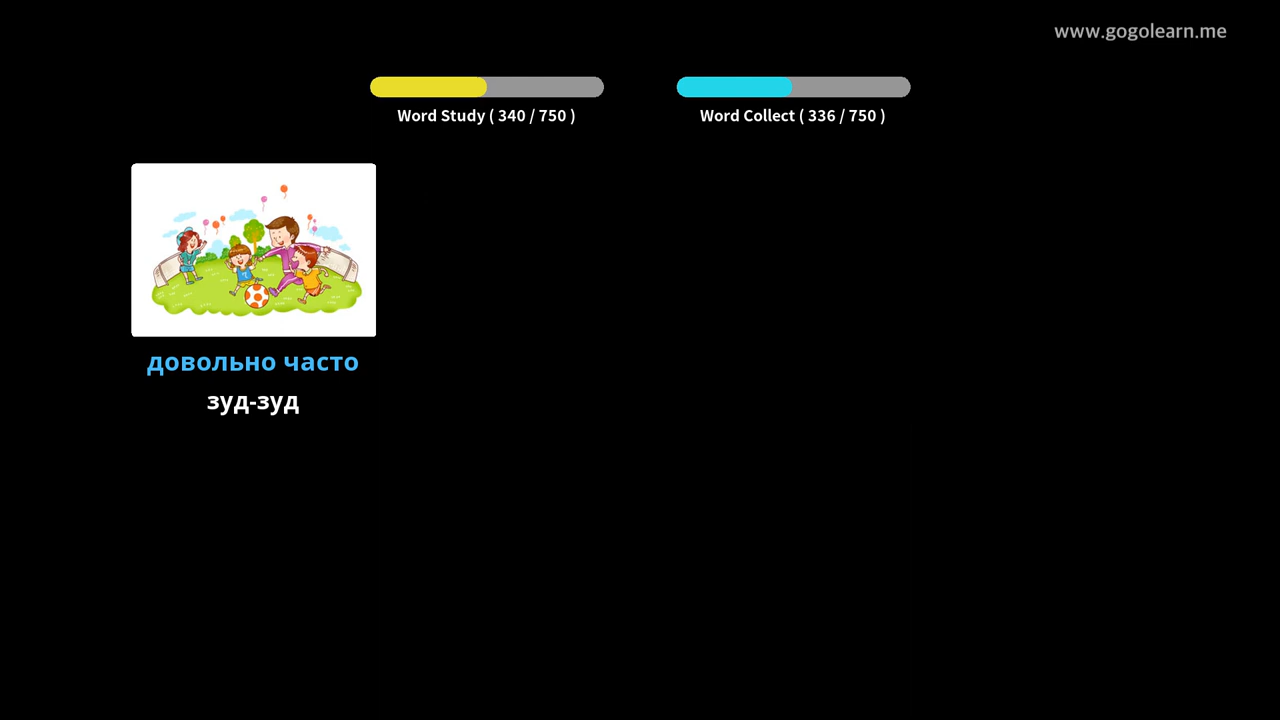 www.gogolearn.me
Word Study ( 340 / 750 )
Word Collect ( 336 / 750 )
довольно часто
зуд-зуд